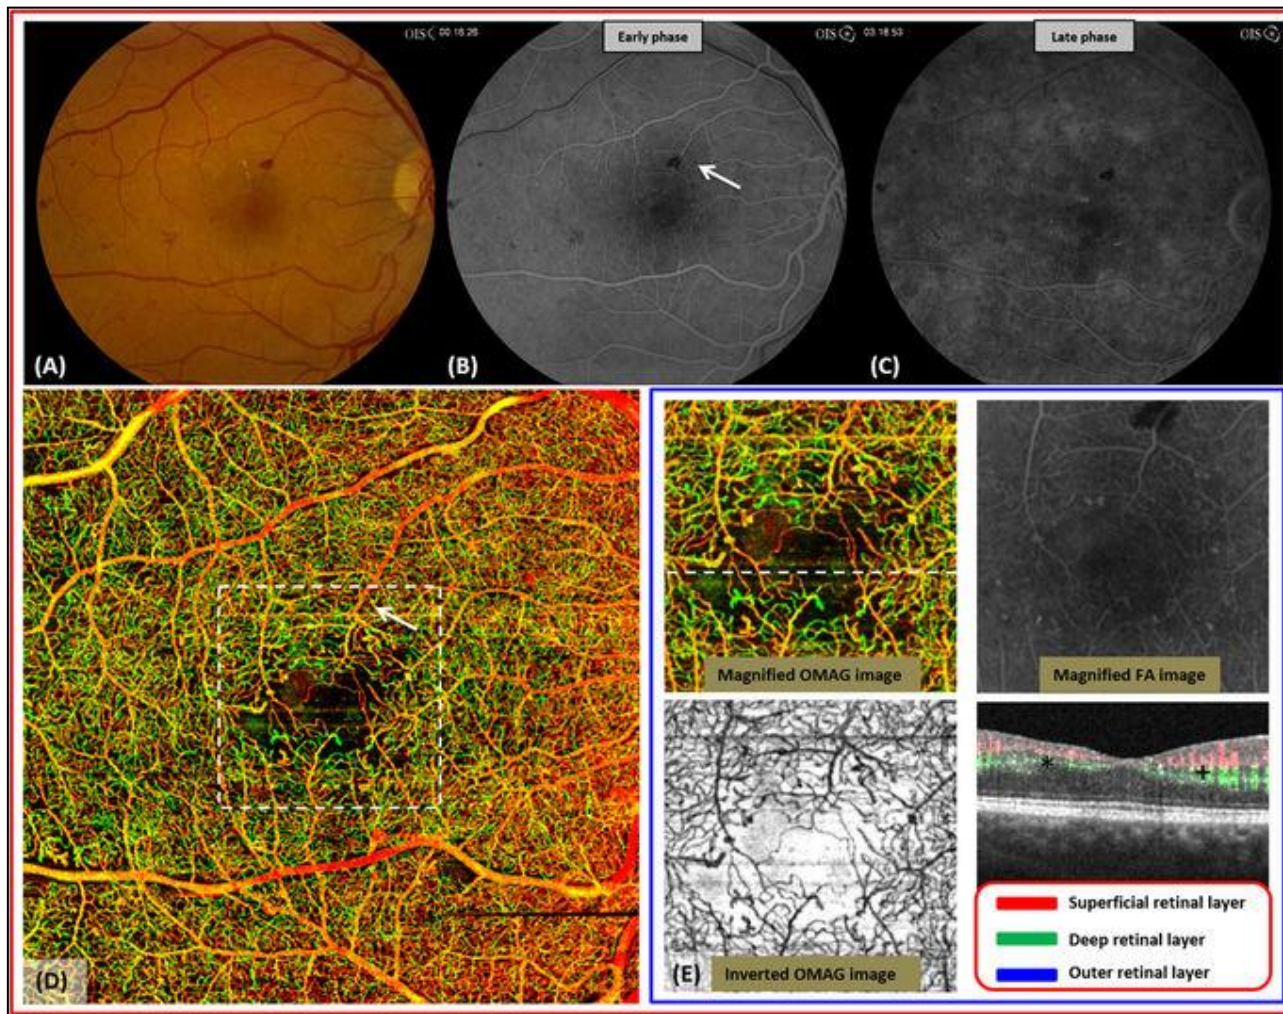 OIS 00:16.26
Early phase
OIS 03:16.53
Late phase
OIS
(A)
(B)
(C)
(D)
Magnified OMAG image
Magnified FA image
(E)
Inverted OMAG image
*
+
Superficial retinal layer
Deep retinal layer
Outer retinal layer